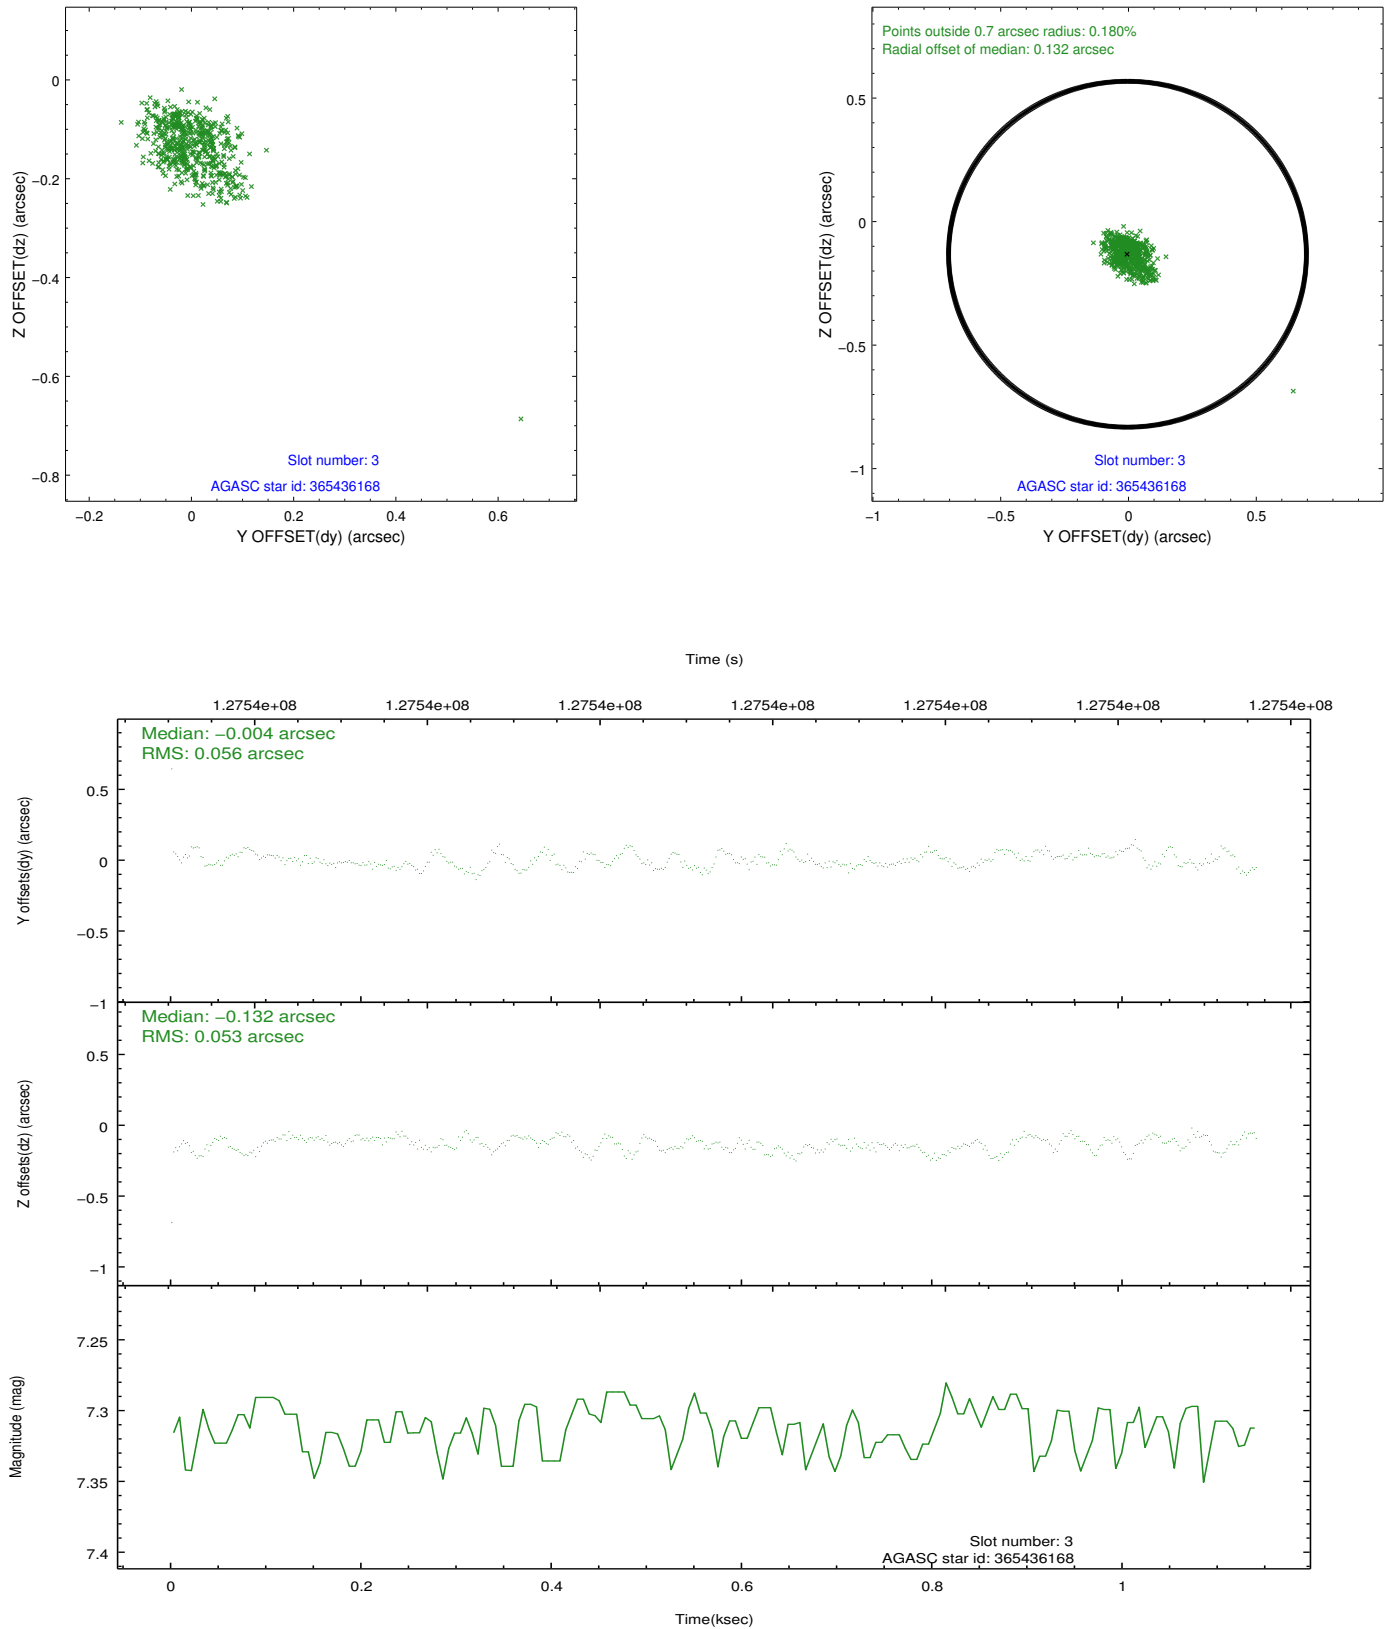 0
−0.2
−0.4
−0.6
−0.8
Z OFFSET(dz) (arcsec)
Slot number: 3
AGASC star id: 365436168
−0.2 0 0.2 0.4 0.6
Y OFFSET(dy) (arcsec)
Points outside 0.7 arcsec radius: 0.180%
Radial offset of median: 0.132 arcsec
0.5
0
−0.5
−1
Z OFFSET(dz) (arcsec)
Slot number: 3
AGASC star id: 365436168
−1 −0.5 0 0.5
Y OFFSET(dy) (arcsec)
Time (s)
1.2754e+08 1.2754e+08 1.2754e+08 1.2754e+08 1.2754e+08 1.2754e+08 1.2754e+08
Median: −0.004 arcsec
RMS: 0.056 arcsec
0.5
0
−0.5
−1
Y offsets(dy) (arcsec)
Median: −0.132 arcsec
RMS: 0.053 arcsec
0.5
0
−0.5
−1
Z offsets(dz) (arcsec)
7.25
7.3
7.35
7.4
Magnitude (mag)
Slot number: 3
AGASC star id: 365436168
0 0.2 0.4 0.6 0.8 1
Time(ksec)